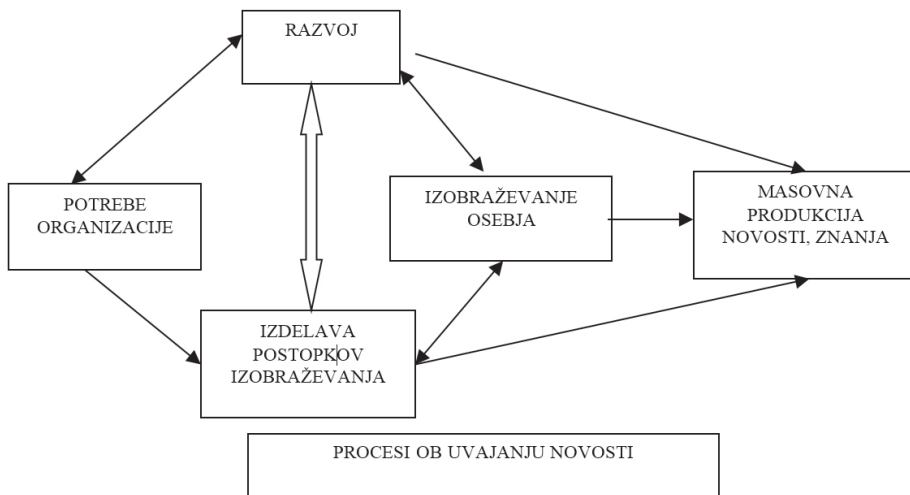 RAZVOJ
POTREBE
ORGANIZACIJE
IZOBRAŽEVANJE
OSEBJA
MASOVNA
PRODUKCIJA
NOVOSTI, ZNANJA
IZDELAVA
POSTOPKOV
IZOBRAŽEVANJA
PROCESI OB UVAJANJU NOVOSTI